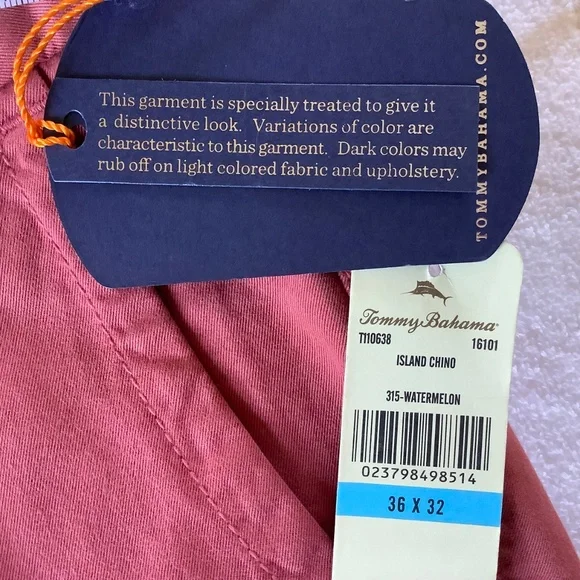 This garment is specially treated to give it
a distinctive look. Variations of color are
characteristic to this garment. Dark colors may
rub off on light colored fabric and upholstery.
TOMMYBAHAMA.COM
Tommy Bahama
T110638 16101
ISLAND CHINO
315-WATERMELON
023798498514
36 X 32